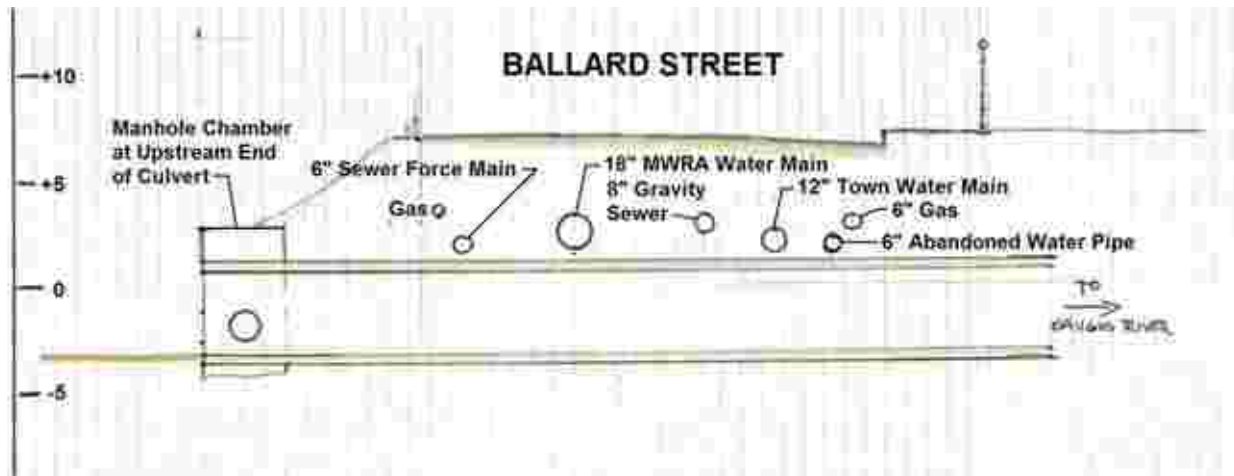 BALLARD STREET
+10
Manhole Chamber
at Upstream End
of Culvert
6" Sewer Force Main
18" MWRA Water Main
8" Gravity
Sewer
12" Town Water Main
+5
Gas
6" Gas
6" Abandoned Water Pipe
0
TO
RIVER
-5